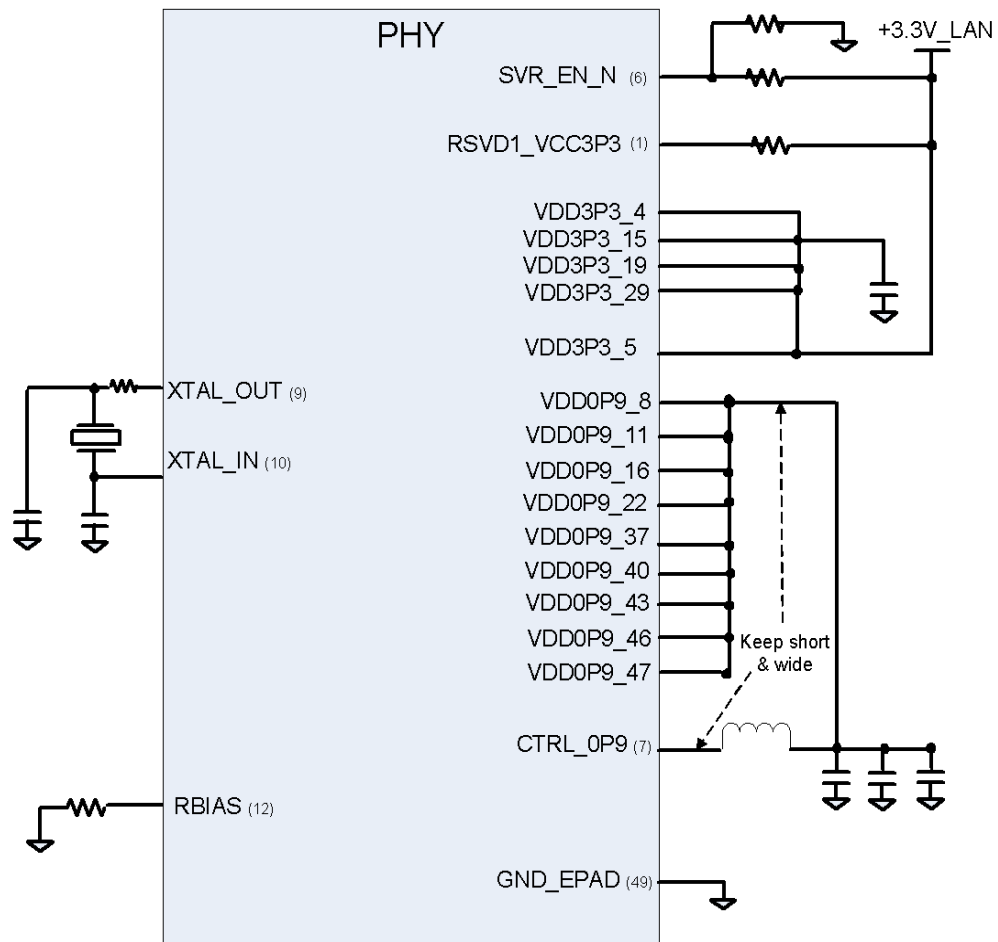 PHY
+3.3V_LAN
SVR_EN_N (6)
RSVD1_VCC3P3 (1)
VDD3P3_4
VDD3P3_15
VDD3P3_19
VDD3P3_29
VDD3P3_5
XTAL_OUT (9)
XTAL_IN (10)
VDD0P9_8
VDD0P9_11
VDD0P9_16
VDD0P9_22
VDD0P9_37
VDD0P9_40
VDD0P9_43
VDD0P9_46
VDD0P9_47
Keep short
& wide
CTRL_0P9 (7)
RBIAS (12)
GND_EPAD (49)